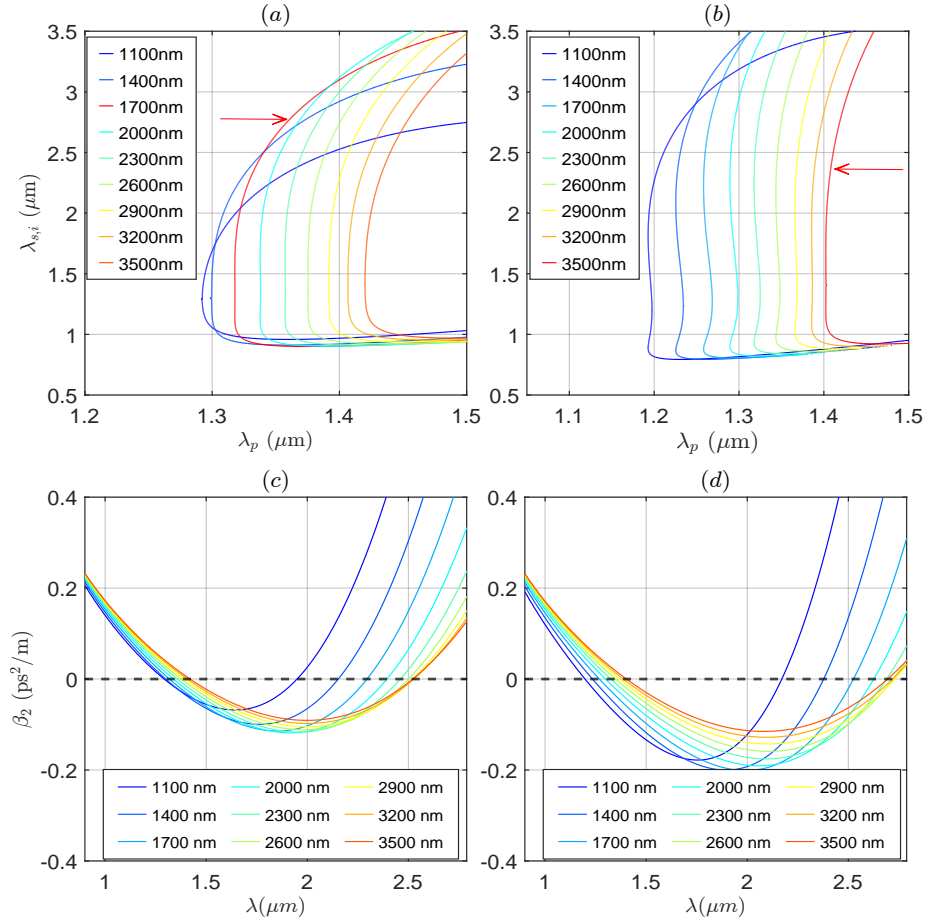 (a)
3.5
3
2.5
2
1.5
1
0.5
λs,i (μm)
1100nm
1400nm
1700nm
2000nm
2300nm
2600nm
2900nm
3200nm
3500nm
1.2
1.3
1.4
1.5
λp (μm)
(b)
3.5
3
2.5
2
1.5
1
0.5
1100nm
1400nm
1700nm
2000nm
2300nm
2600nm
2900nm
3200nm
3500nm
1.1
1.2
1.3
1.4
1.5
λp (μm)
(c)
0.4
0.2
0
-0.2
-0.4
β2 (ps²/m)
1100 nm
2000 nm
2900 nm
1400 nm
2300 nm
3200 nm
1700 nm
2600 nm
3500 nm
1
1.5
2
2.5
λ(μm)
(d)
0.4
0.2
0
-0.2
-0.4
1100 nm
2000 nm
2900 nm
1400 nm
2300 nm
3200 nm
1700 nm
2600 nm
3500 nm
1
1.5
2
2.5
λ(μm)